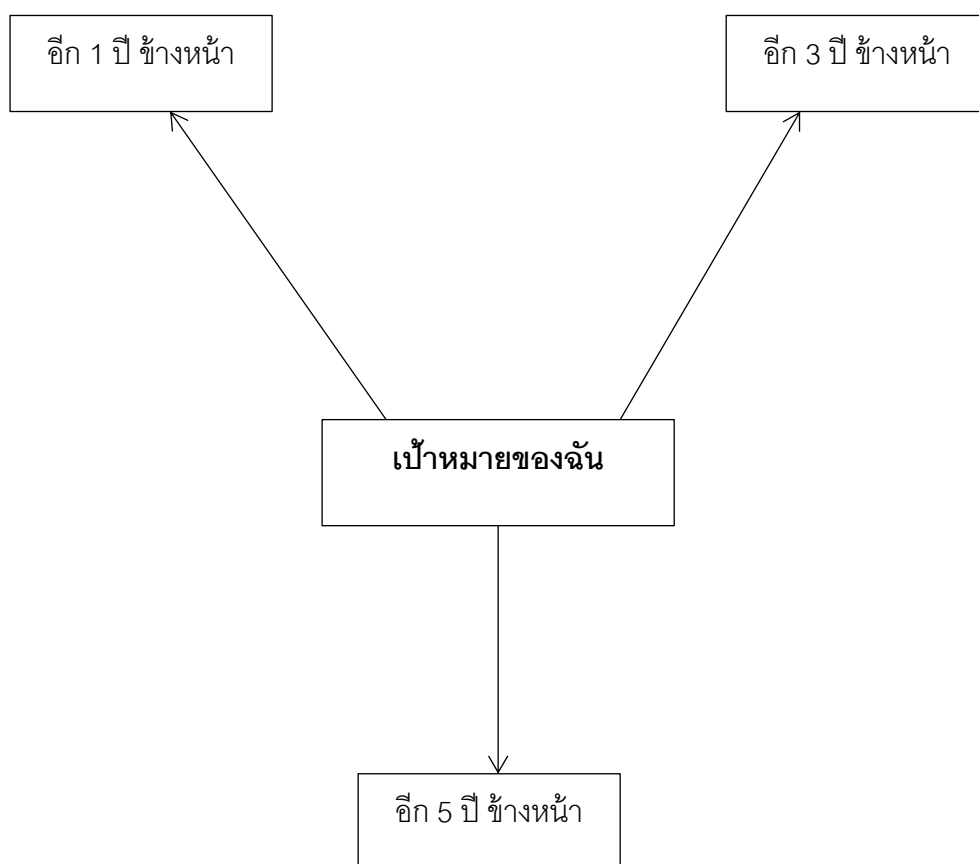 อีก 1 ปี ข้างหน้า
อีก 3 ปี ข้างหน้า
เป้าหมายของฉัน
อีก 5 ปี ข้างหน้า